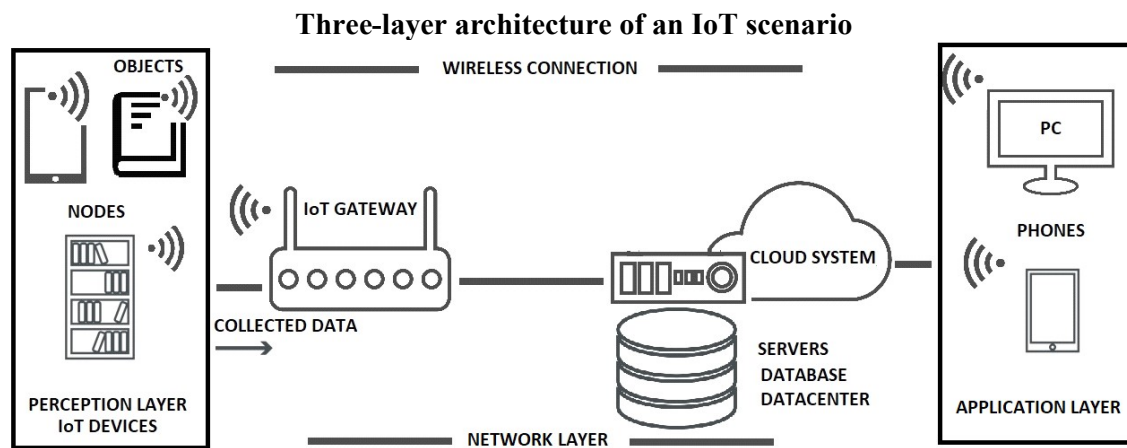 Three-layer architecture of an IoT scenario
OBJECTS
WIRELESS CONNECTION
PC
NODES
IoT GATEWAY
CLOUD SYSTEM
PHONES
COLLECTED DATA
SERVERS
DATABASE
DATACENTER
PERCEPTION LAYER
IoT DEVICES
APPLICATION LAYER
NETWORK LAYER